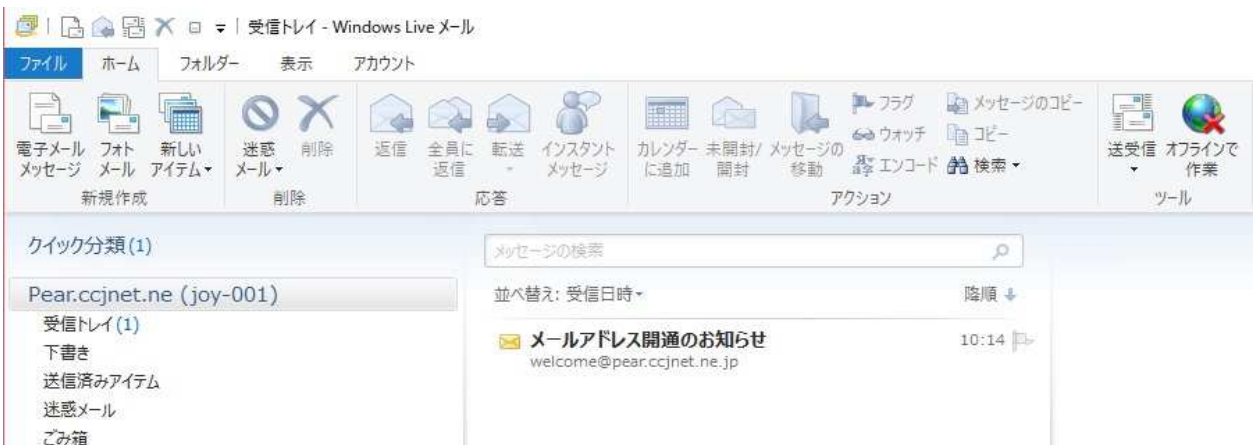 受信トレイ - Windows Live メール
ファイル ホーム フォルダー 表示 アカウント
電子メール メッセージ
フォト メール
新しい アイテム
新規作成
迷惑 メール
削除
削除
返信
全員に 返信
転送
インスタント メッセージ
応答
カレンダー に追加
未開封/ 開封
メッセージの 移動
フラグ
ウォッチ
エンコード
メッセージのコピー
コピー
検索
アクション
送受信
オフラインで 作業
ツール
クイック分類 (1)
Pear.ccjnet.ne (joy-001)
受信トレイ (1)
下書き
送信済みアイテム
迷惑メール
ごみ箱
メッセージの検索
並べ替え: 受信日時 降順
メールアドレス開通のお知らせ 10:14
welcome@pear.ccjnet.ne.jp